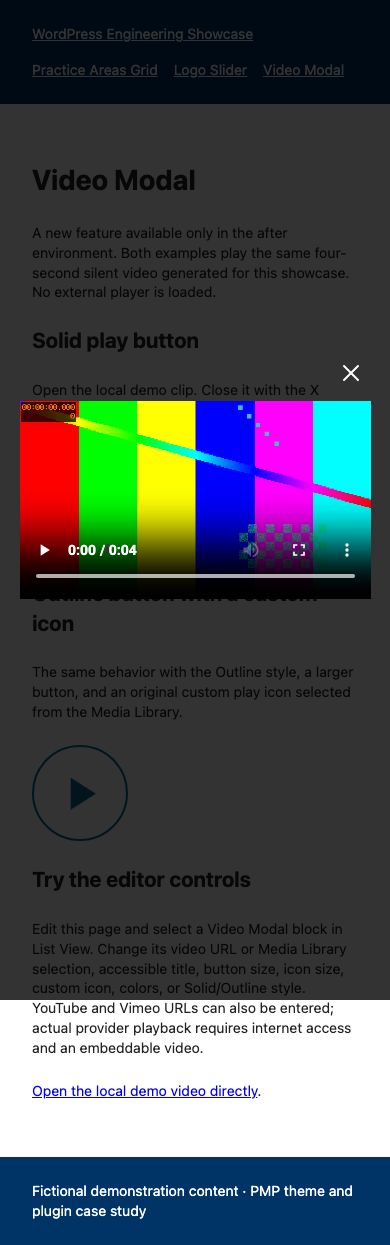 WordPress Engineering Showcase
Practice Areas Grid Logo Slider Video Modal
Video Modal
A new feature available only in the after
environment. Both examples play the same four-
second silent video generated for this showcase.
No external player is loaded.
Solid play button
Open the local demo clip. Close it with the X
00:00:00.000
0
0:00 / 0:04
Outline button with a custom
icon
The same behavior with the Outline style, a larger
button, and an original custom play icon selected
from the Media Library.
Try the editor controls
Edit this page and select a Video Modal block in
List View. Change its video URL or Media Library
selection, accessible title, button size, icon size,
custom icon, colors, or Solid/Outline style.
YouTube and Vimeo URLs can also be entered;
actual provider playback requires internet access
and an embeddable video.
Open the local demo video directly.
Fictional demonstration content · PMP theme and
plugin case study